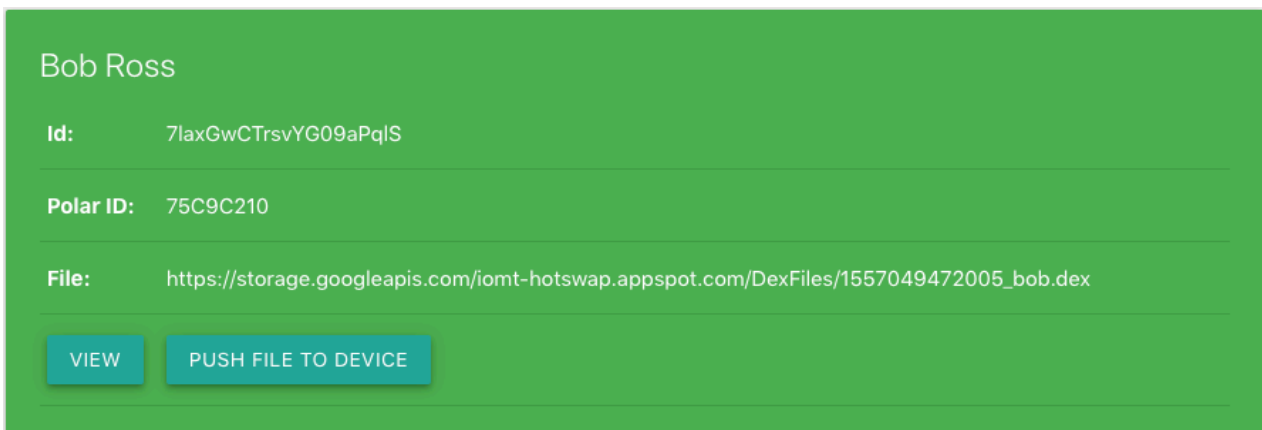 Bob Ross
Id: 7laxGwCTrsvYG09aPqlS
Polar ID: 75C9C210
File: https://storage.googleapis.com/iomt-hotswap.appspot.com/DexFiles/1557049472005_bob.dex
VIEW PUSH FILE TO DEVICE